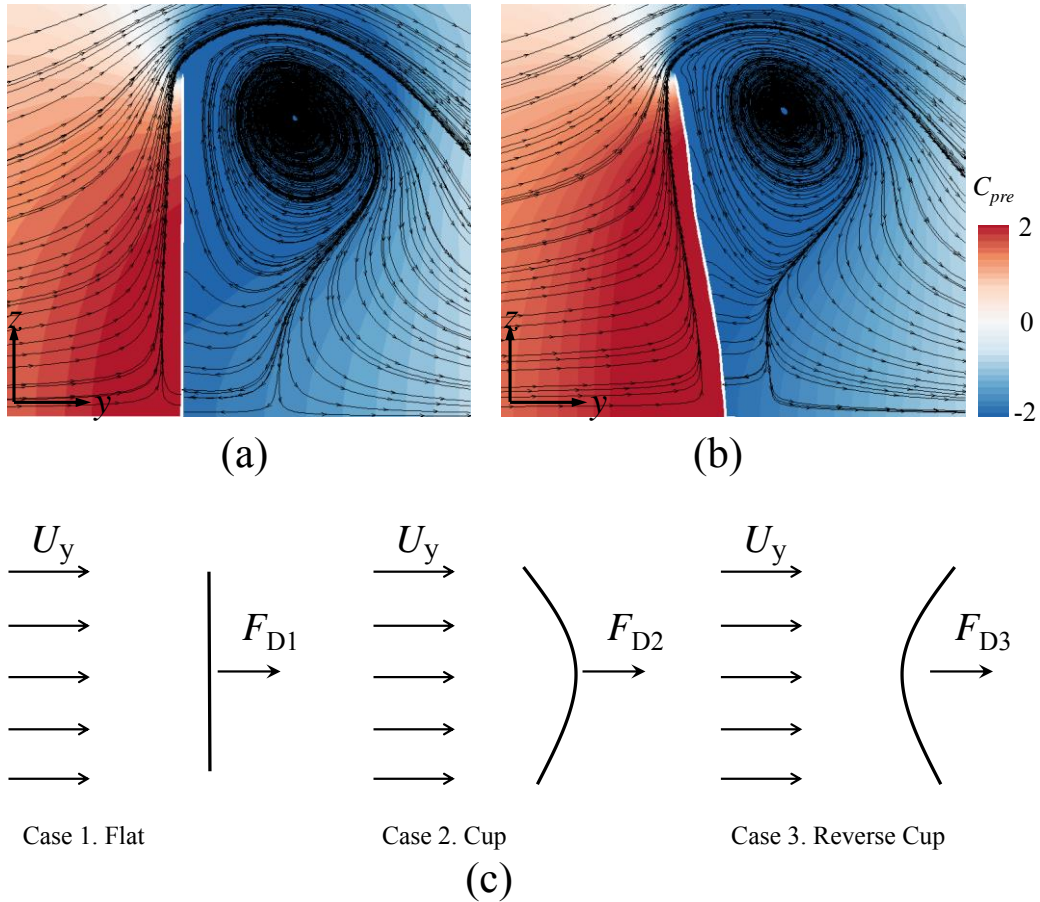 z
y
(a)
z
y
(b)
C_pre
2
0
-2
U_y
F_D1
Case 1. Flat
U_y
F_D2
Case 2. Cup
U_y
F_D3
Case 3. Reverse Cup
(c)